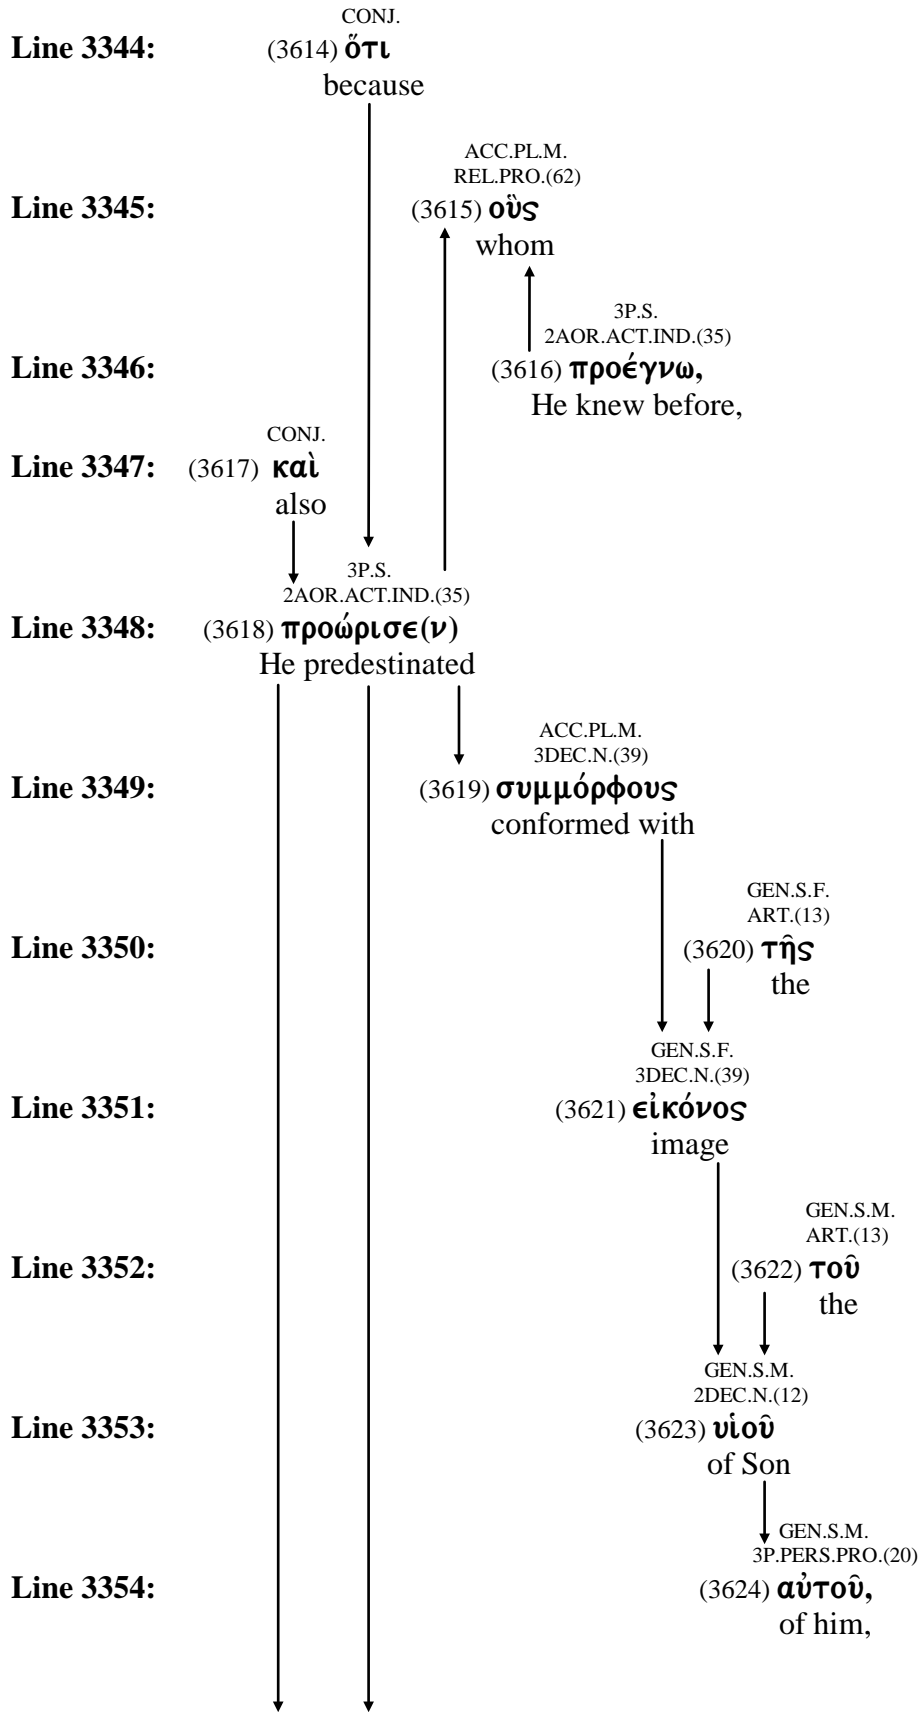 CONJ.
Line 3344: (3614) ὅτι
because
ACC.PL.M.
REL.PRO.(62)
Line 3345: (3615) οὓς
whom
3P.S.
2AOR.ACT.IND.(35)
Line 3346: (3616) προέγνω,
He knew before,
CONJ.
Line 3347: (3617) καὶ
also
3P.S.
2AOR.ACT.IND.(35)
Line 3348: (3618) προώρισε(ν)
He predestinated
ACC.PL.M.
3DEC.N.(39)
Line 3349: (3619) συμμόρφους
conformed with
GEN.S.F.
ART.(13)
Line 3350: (3620) τῆς
the
GEN.S.F.
3DEC.N.(39)
Line 3351: (3621) εἰκόνος
image
GEN.S.M.
ART.(13)
Line 3352: (3622) τοῦ
the
GEN.S.M.
2DEC.N.(12)
Line 3353: (3623) υἱοῦ
of Son
GEN.S.M.
3P.PERS.PRO.(20)
Line 3354: (3624) αὐτοῦ,
of him,